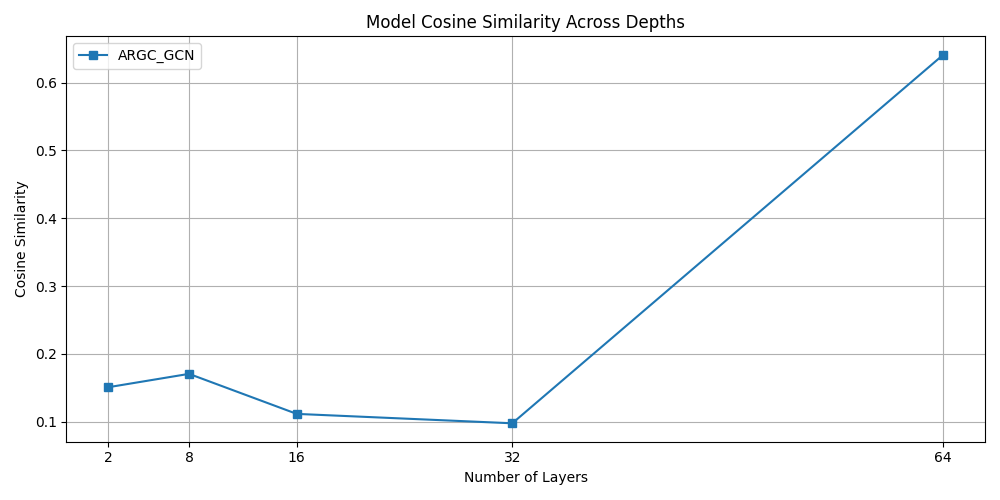 Model Cosine Similarity Across Depths
ARGC_GCN
Cosine Similarity
0.6
0.5
0.4
0.3
0.2
0.1
2 8 16 32 64
Number of Layers